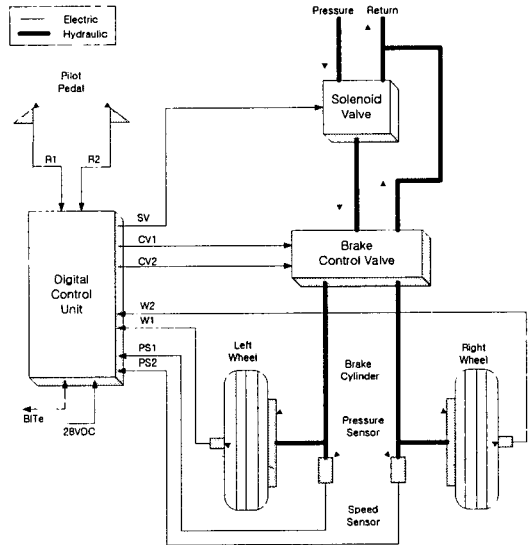 Electric
Hydraulic
Pressure
Return
Pilot
Pedal
Solenoid
Valve
R1
R2
SV
CV1
CV2
Brake
Control Valve
Digital
Control
Unit
W2
W1
PS1
PS2
Left
Wheel
Right
Wheel
Brake
Cylinder
BITe
28VDC
Pressure
Sensor
Speed
Sensor